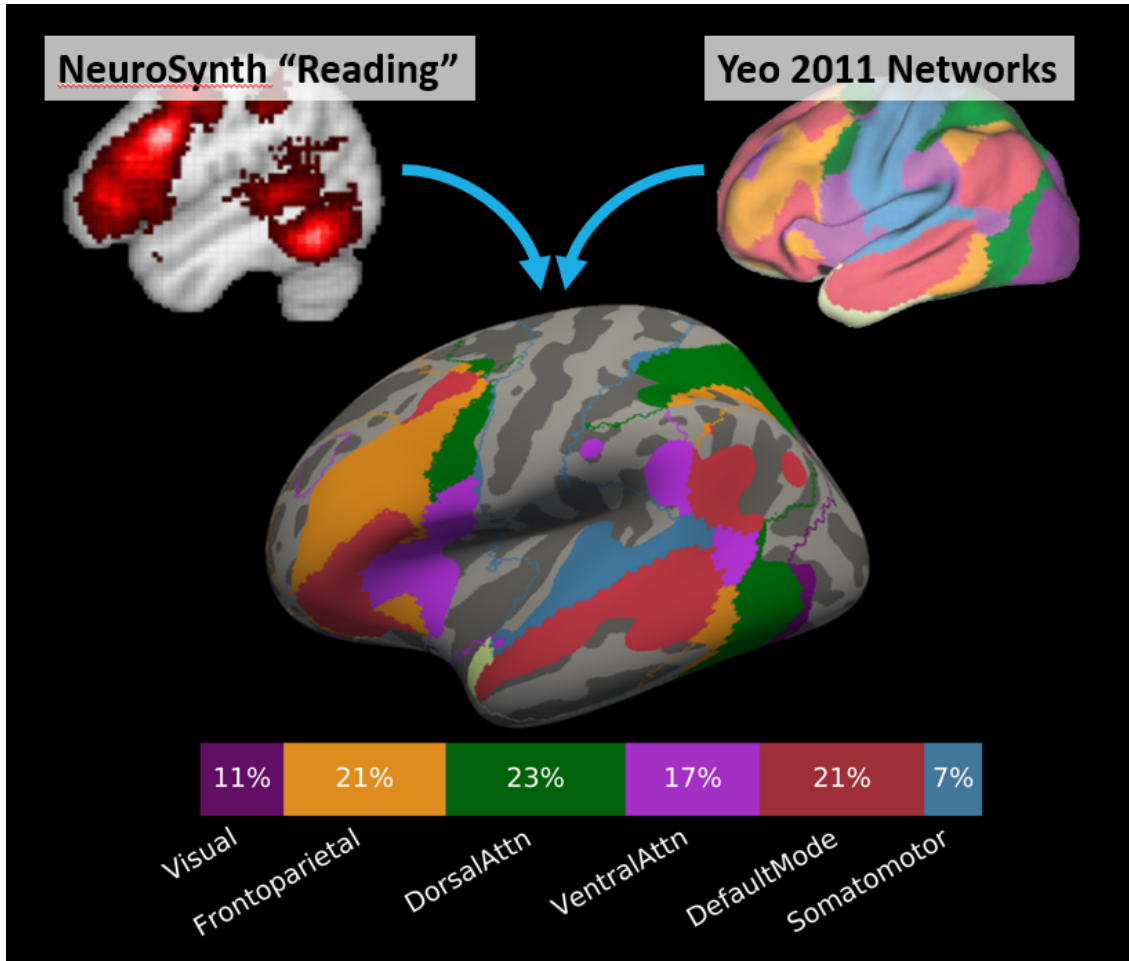 NeuroSynth “Reading”
Yeo 2011 Networks
11% 21% 23% 17% 21% 7%
Visual Frontoparietal DorsalAttn VentralAttn DefaultMode Somatomotor